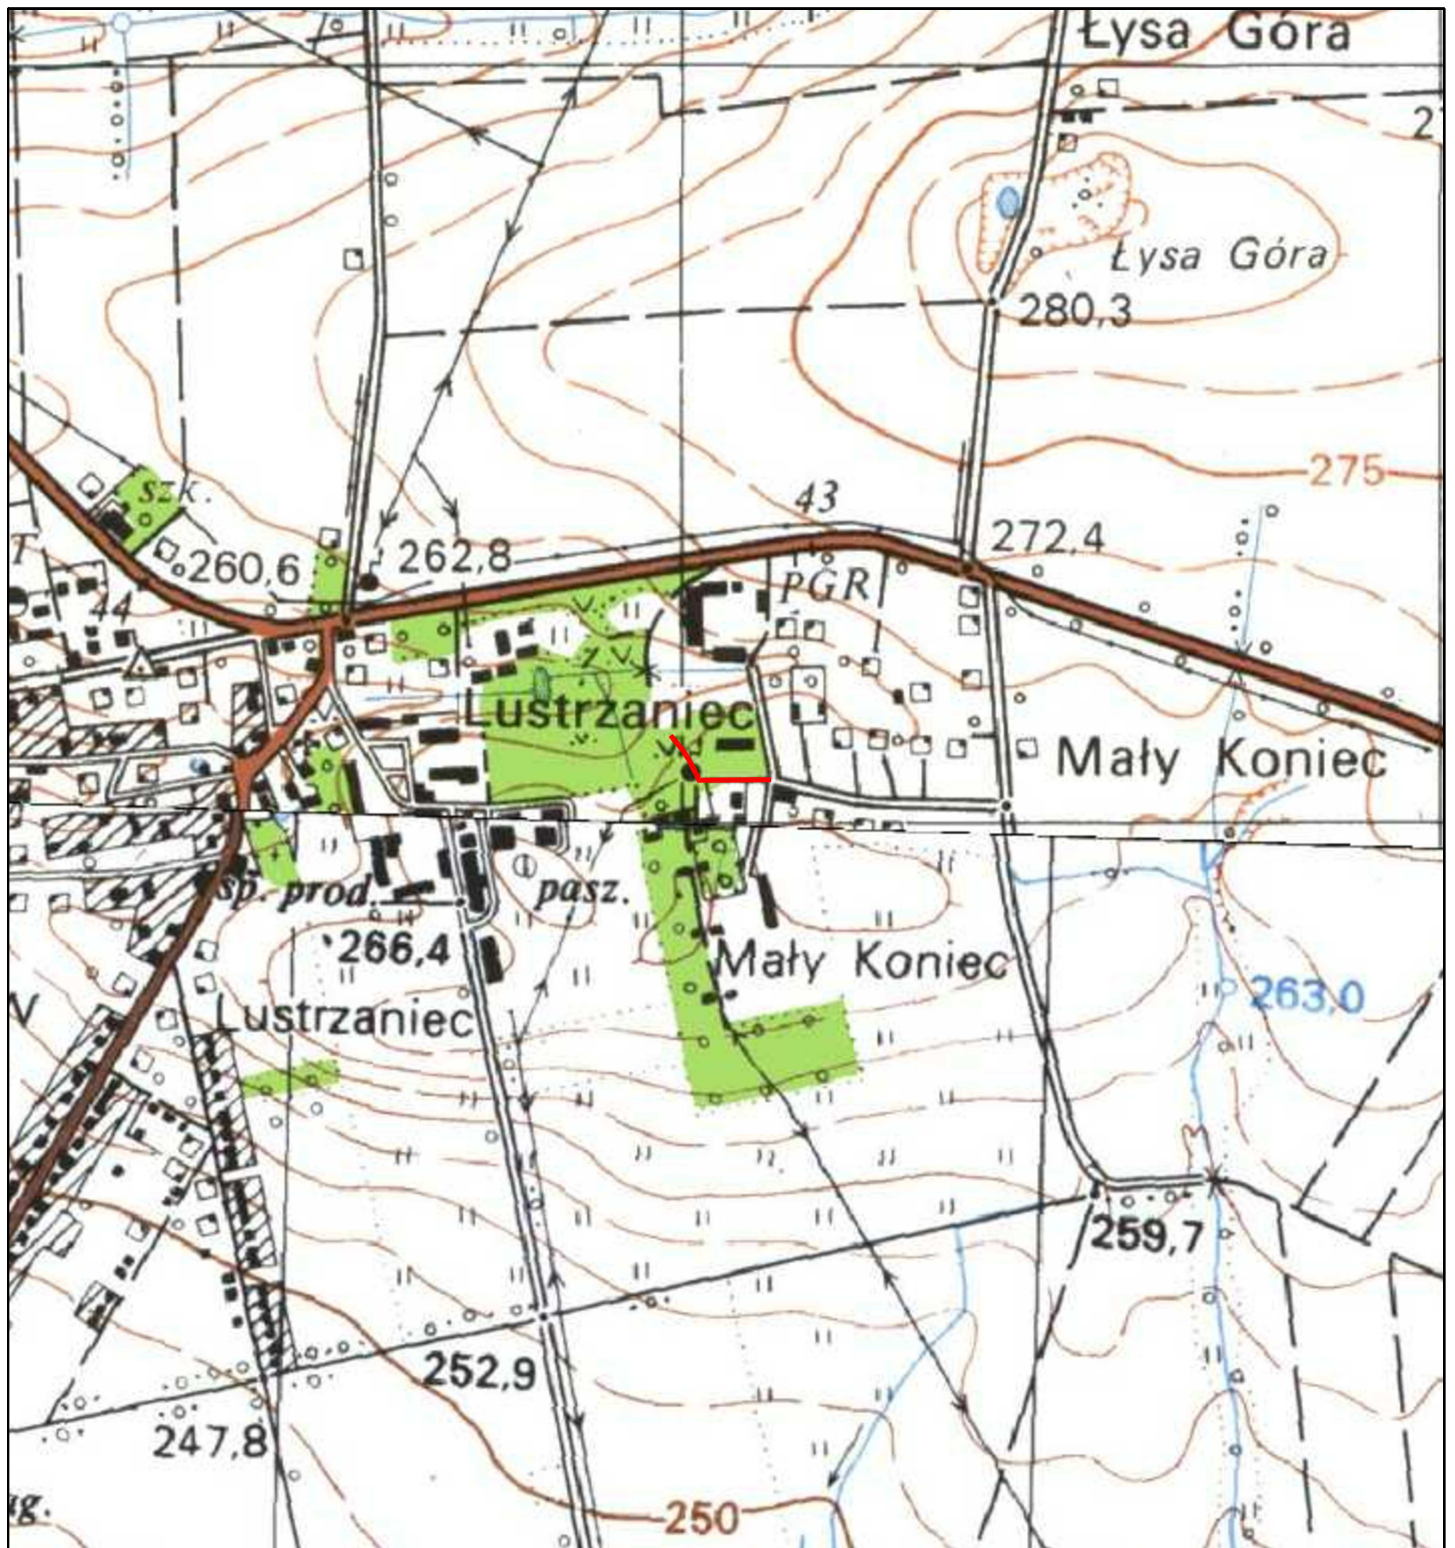 Łysa Góra
2
Łysa Góra
280,3
275
szk.
43
272,4
T
260,6
262,8
PGR
44
Lustrzaniec
Mały Koniec
sp. prod.
pasz.
266,4
Mały Koniec
263,0
Lustrzaniec
259,7
252,9
247,8
250